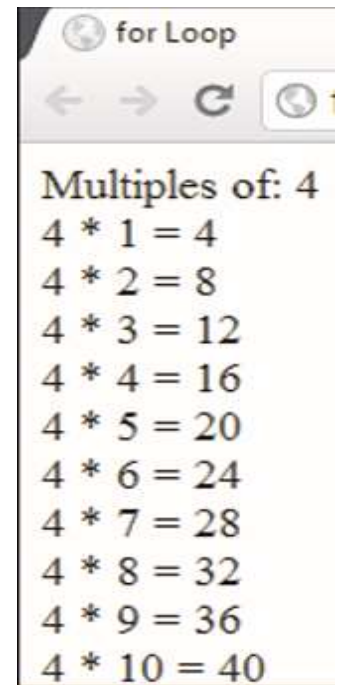 for Loop
Multiples of: 4
4 * 1 = 4
4 * 2 = 8
4 * 3 = 12
4 * 4 = 16
4 * 5 = 20
4 * 6 = 24
4 * 7 = 28
4 * 8 = 32
4 * 9 = 36
4 * 10 = 40